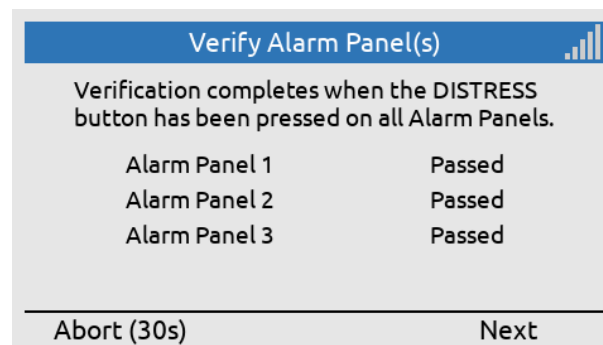 Verify Alarm Panel(s)
Verification completes when the DISTRESS
button has been pressed on all Alarm Panels.
Alarm Panel 1 Passed
Alarm Panel 2 Passed
Alarm Panel 3 Passed
Abort (30s) Next